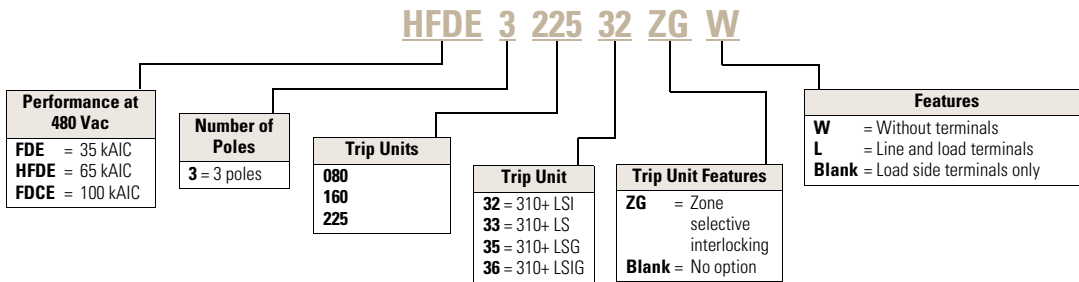 HFDE 3 225 32 ZG W
Performance at
480 Vac
FDE = 35 kAIC
HFDE = 65 kAIC
FDCE = 100 kAIC
Number of
Poles
3 = 3 poles
Trip Units
080
160
225
Trip Unit
32 = 310+ LSI
33 = 310+ LS
35 = 310+ LSG
36 = 310+ LSIG
Trip Unit Features
ZG = Zone
selective
interlocking
Blank = No option
Features
W = Without terminals
L = Line and load terminals
Blank = Load side terminals only